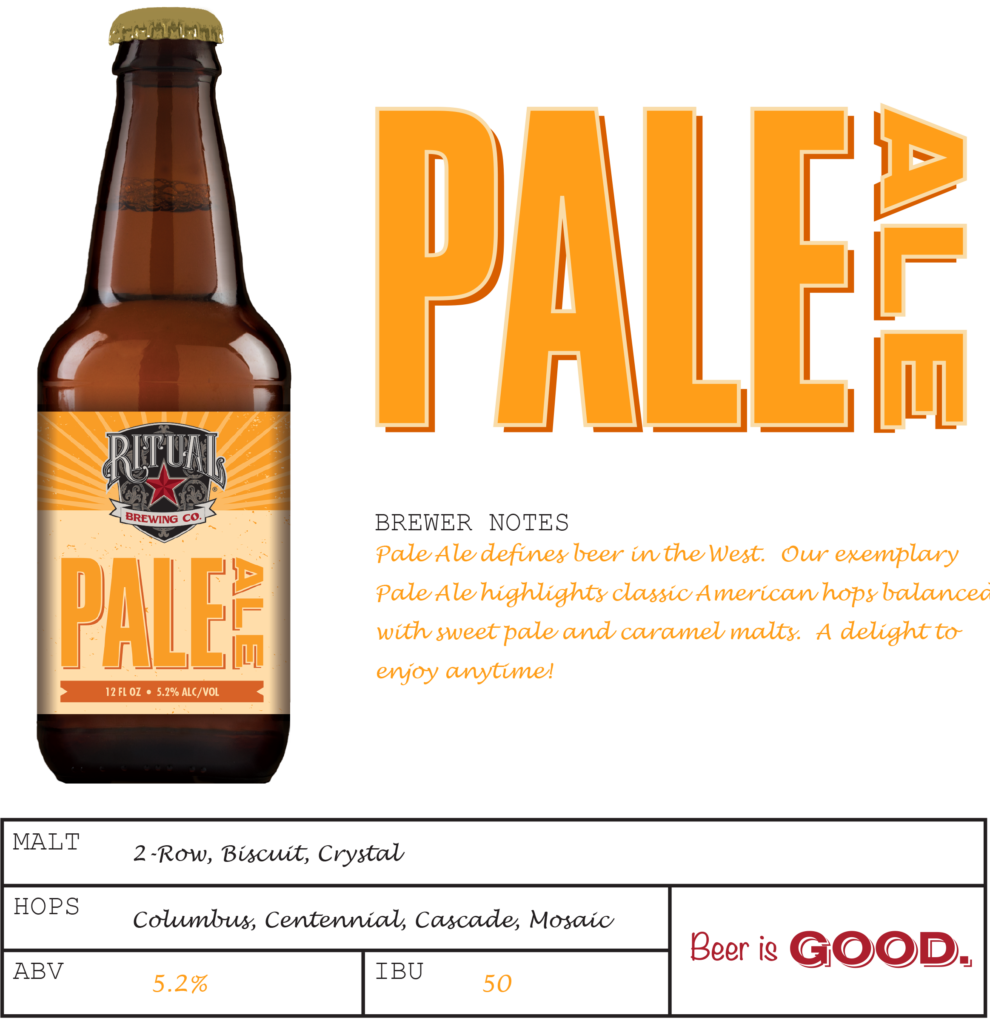 PALE ALE
RITUAL
BREWING CO.
PALE ALE
12 FL OZ • 5.2% ALC/VOL
BREWER NOTES
Pale Ale defines beer in the West. Our exemplary
Pale Ale highlights classic American hops balanced
with sweet pale and caramel malts. A delight to
enjoy anytime!
MALT 2-Row, Biscuit, Crystal
HOPS Columbus, Centennial, Cascade, Mosaic
ABV 5.2% IBU 50
Beer is GOOD.